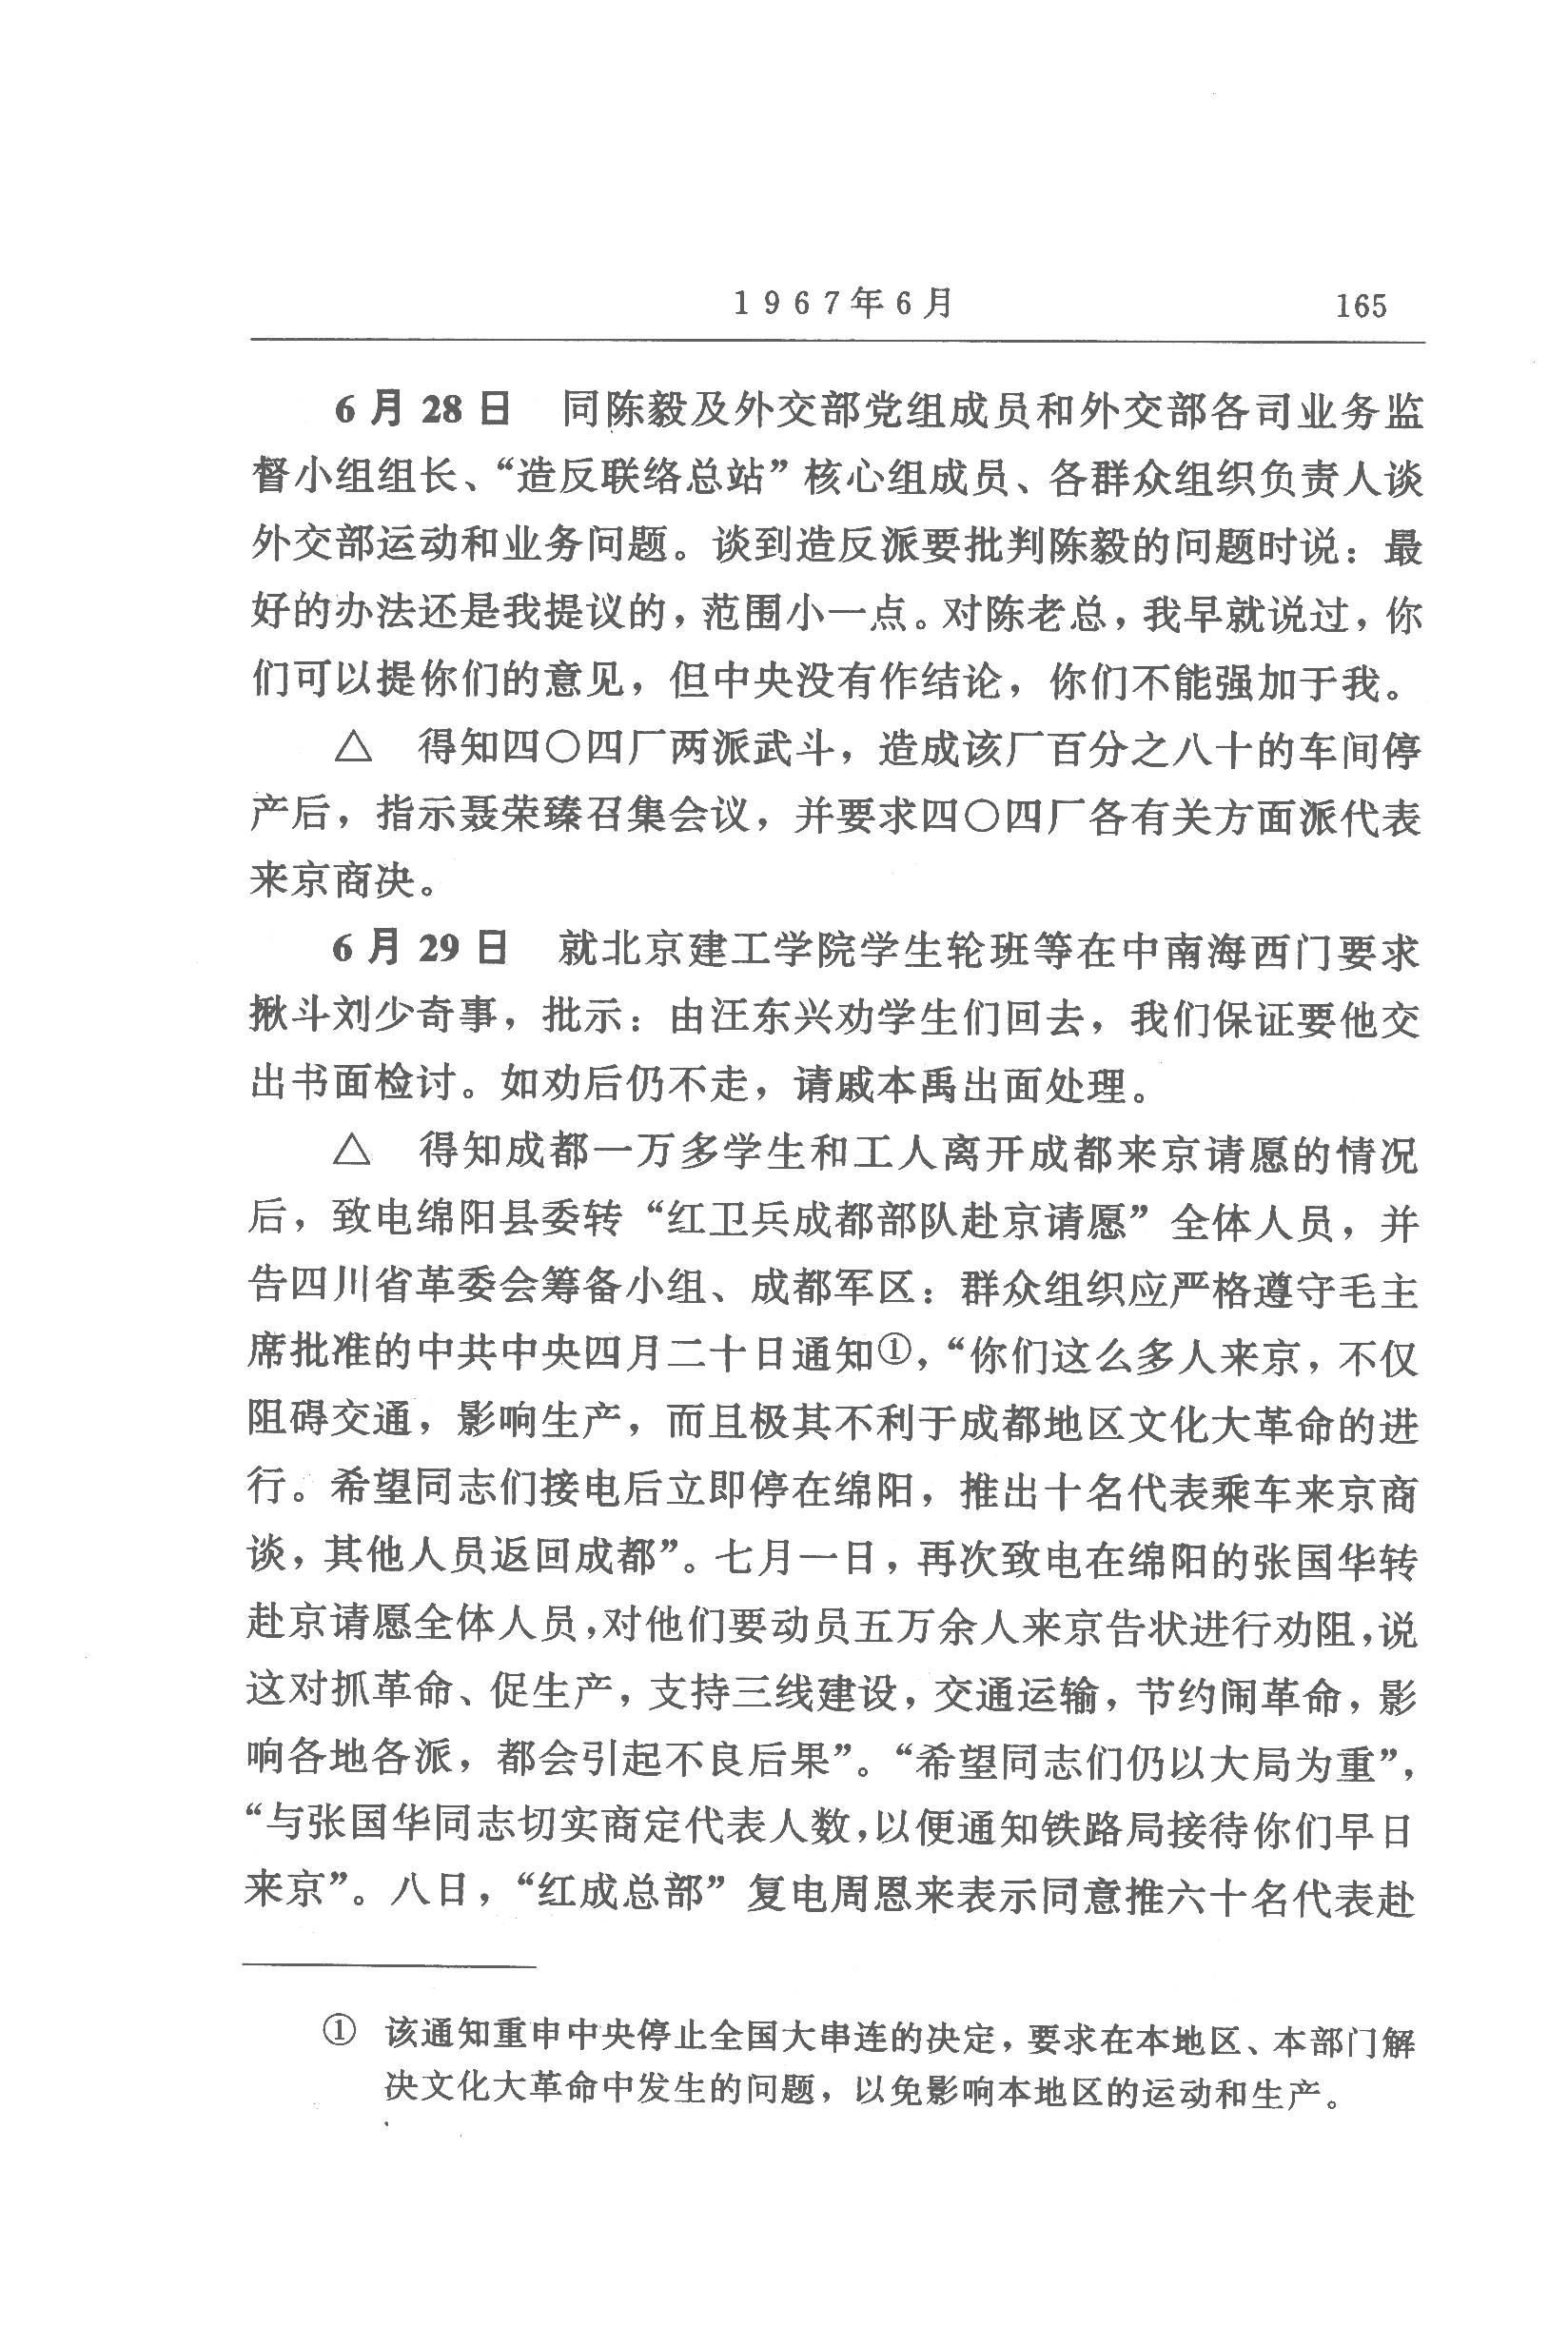 1967年6月 165
6月28日 同陈毅及外交部党组成员和外交部各司业务监
督小组组长、“造反联络总站”核心组成员、各群众组织负责人谈
外交部运动和业务问题。谈到造反派要批判陈毅的问题时说：最
好的办法还是我提议的，范围小一点。对陈老总，我早就说过，你
们可以提你们的意见，但中央没有作结论，你们不能强加于我。
△ 得知四〇四厂两派武斗，造成该厂百分之八十的车间停
产后，指示聂荣臻召集会议，并要求四〇四厂各有关方面派代表
来京商决。
6月29日 就北京建工学院学生轮班等在中南海西门要求
揪斗刘少奇事，批示：由汪东兴劝学生们回去，我们保证要他交
出书面检讨。如劝后仍不走，请戚本禹出面处理。
△ 得知成都一万多学生和工人离开成都来京请愿的情况
后，致电绵阳县委转“红卫兵成都部队赴京请愿”全体人员，并
告四川省革委会筹备小组、成都军区：群众组织应严格遵守毛主
席批准的中共中央四月二十日通知①，“你们这么多人来京，不仅
阻碍交通，影响生产，而且极其不利于成都地区文化大革命的进
行。希望同志们接电后立即停在绵阳，推出十名代表乘车来京商
谈，其他人员返回成都”。七月一日，再次致电在绵阳的张国华转
赴京请愿全体人员，对他们要动员五万余人来京告状进行劝阻，说
这对抓革命、促生产，支持三线建设，交通运输，节约闹革命，影
响各地各派，都会引起不良后果”。“希望同志们仍以大局为重”，
“与张国华同志切实商定代表人数，以便通知铁路局接待你们早日
来京”。八日，“红成总部”复电周恩来表示同意推六十名代表赴
① 该通知重申中央停止全国大串连的决定，要求在本地区、本部门解
决文化大革命中发生的问题，以免影响本地区的运动和生产。